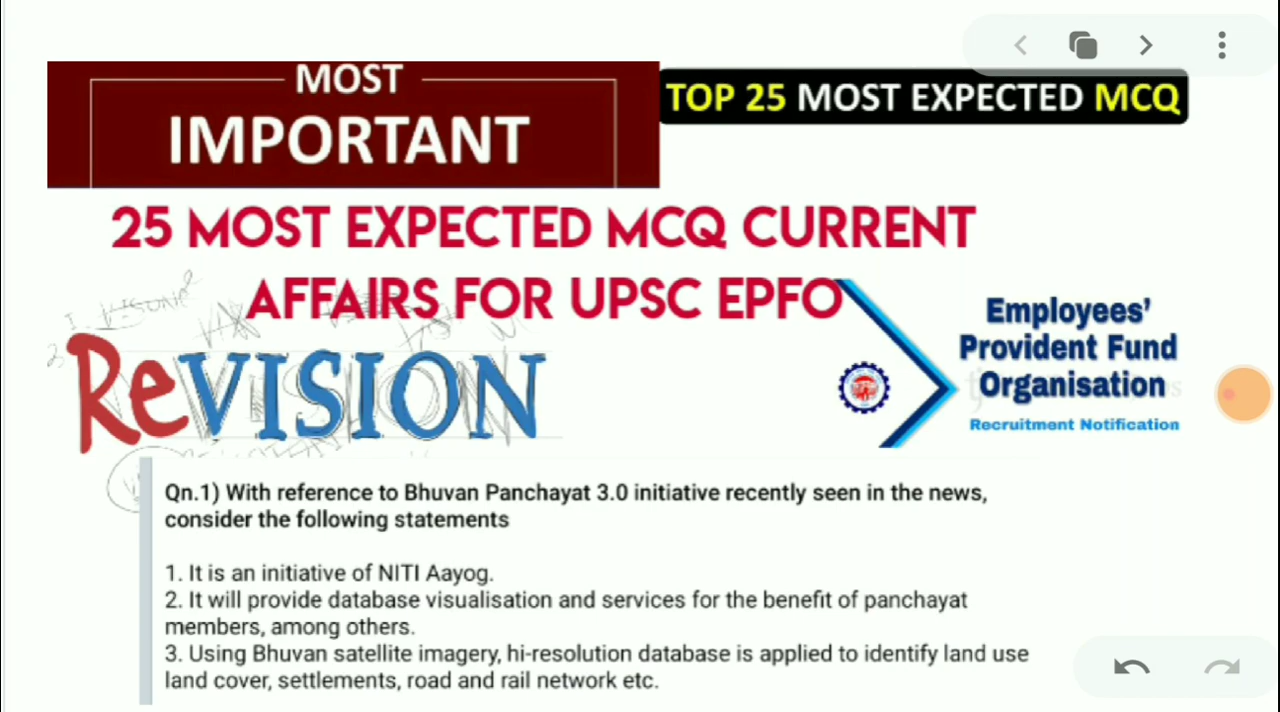 MOST
IMPORTANT
TOP 25 MOST EXPECTED MCQ
25 MOST EXPECTED MCQ CURRENT
AFFAIRS FOR UPSC EPFO
ReVISION
Employees’
Provident Fund
Organisation
Recruitment Notification
Qn.1) With reference to Bhuvan Panchayat 3.0 initiative recently seen in the news,
consider the following statements
1. It is an initiative of NITI Aayog.
2. It will provide database visualisation and services for the benefit of panchayat
members, among others.
3. Using Bhuvan satellite imagery, hi-resolution database is applied to identify land use
land cover, settlements, road and rail network etc.